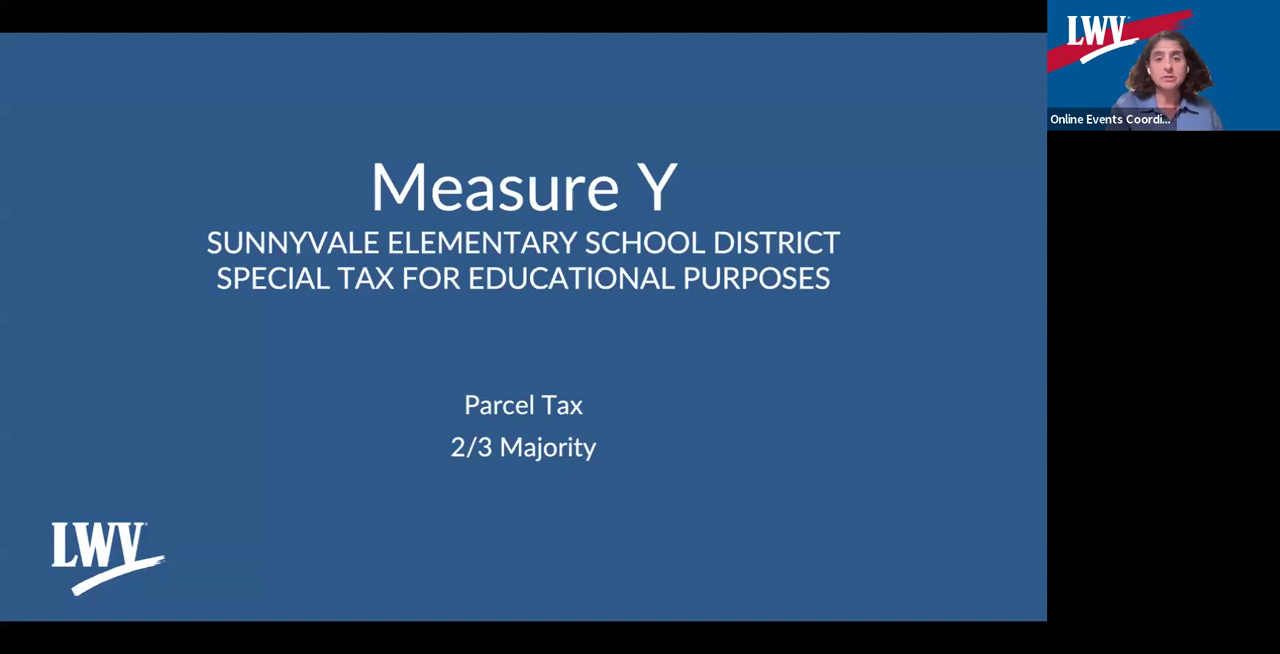 Measure Y
SUNNYVALE ELEMENTARY SCHOOL DISTRICT
SPECIAL TAX FOR EDUCATIONAL PURPOSES
Parcel Tax
2/3 Majority
LWV
LWV
Online Events Coordi...